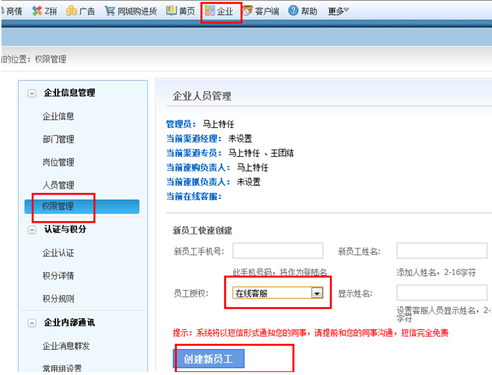 商情 Z拼 广告 同城购进货 黄页 企业 客户端 帮助 更多
的位置: 权限管理
企业信息管理
企业信息
部门管理
岗位管理
人员管理
权限管理
认证与积分
企业认证
积分详情
积分规则
企业内部通讯
企业消息群发
常用组设置
企业人员管理
管理员: 马上特任
当前渠道经理: 未设置
当前渠道专员: 马上特任 、王团结
当前速购负责人: 马上特任
当前速抓负责人: 未设置
当前在线客服:
新员工快速创建
新员工手机号: 新员工姓名:
此手机号码，将作为登陆名 添加人姓名，2-16字符
员工授权: 在线客服 显示姓名:
设置客服人员显示姓名，2-
字符
提示: 系统将以短信形式通知您的同事，请提前和您的同事沟通，短信完全免费
创建新员工